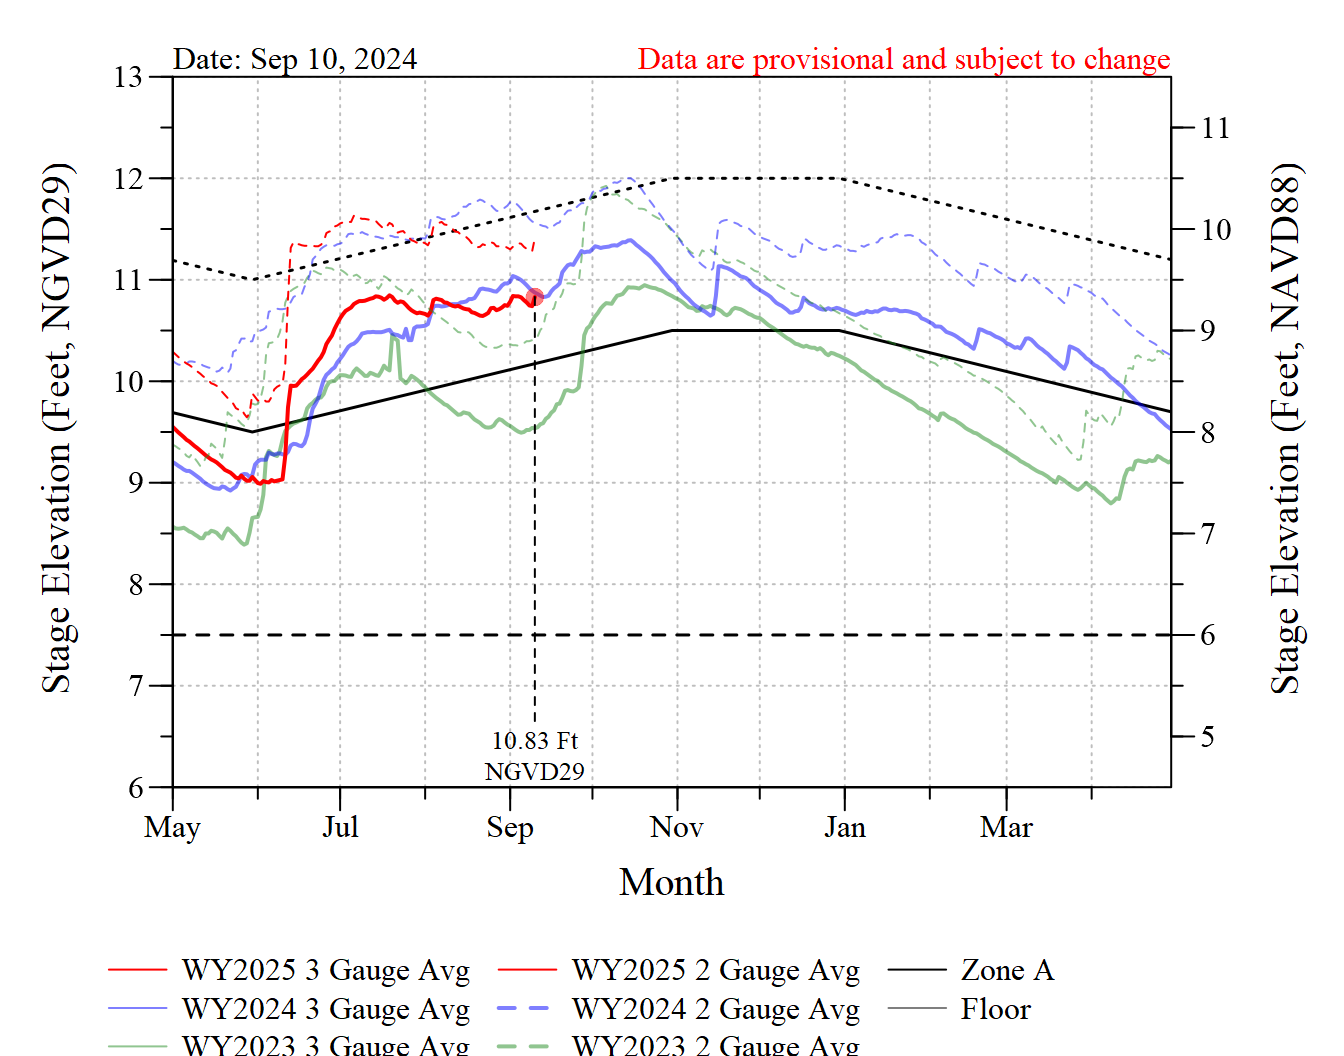 Date: Sep 10, 2024
Data are provisional and subject to change
Stage Elevation (Feet, NGVD29)
13
12
11
10
9
8
7
6
11
10
9
8
7
6
5
Stage Elevation (Feet, NAVD88)
10.83 Ft
NGVD29
May
Jul
Sep
Nov
Jan
Mar
Month
WY2025 3 Gauge Avg
WY2025 2 Gauge Avg
Zone A
WY2024 3 Gauge Avg
WY2024 2 Gauge Avg
Floor
WY2023 3 Gauge Avg
WY2023 2 Gauge Avg